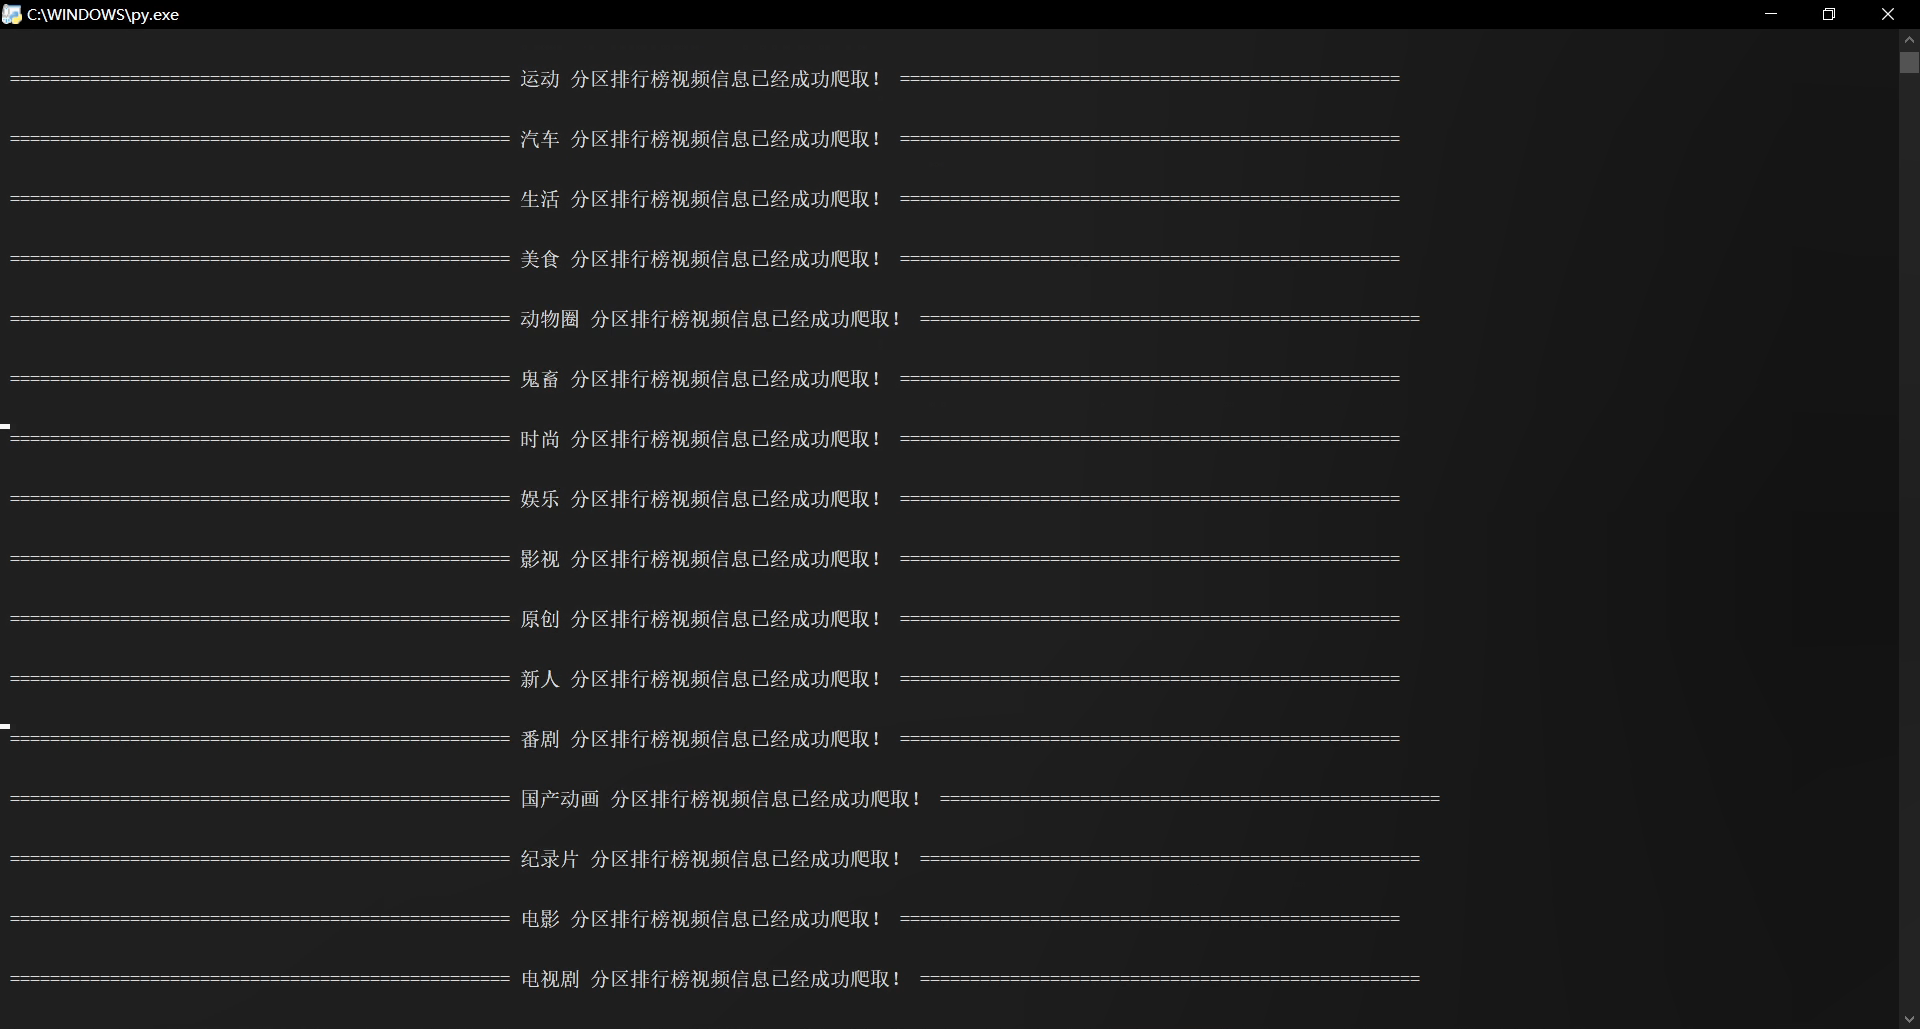 C:\WINDOWS\py.exe
================================================== 运动 分区排行榜视频信息已经成功爬取! ==================================================
================================================== 汽车 分区排行榜视频信息已经成功爬取! ==================================================
================================================== 生活 分区排行榜视频信息已经成功爬取! ==================================================
================================================== 美食 分区排行榜视频信息已经成功爬取! ==================================================
================================================== 动物圈 分区排行榜视频信息已经成功爬取! ==================================================
================================================== 鬼畜 分区排行榜视频信息已经成功爬取! ==================================================
================================================== 时尚 分区排行榜视频信息已经成功爬取! ==================================================
================================================== 娱乐 分区排行榜视频信息已经成功爬取! ==================================================
================================================== 影视 分区排行榜视频信息已经成功爬取! ==================================================
================================================== 原创 分区排行榜视频信息已经成功爬取! ==================================================
================================================== 新人 分区排行榜视频信息已经成功爬取! ==================================================
================================================== 番剧 分区排行榜视频信息已经成功爬取! ==================================================
================================================== 国产动画 分区排行榜视频信息已经成功爬取! ==================================================
================================================== 纪录片 分区排行榜视频信息已经成功爬取! ==================================================
================================================== 电影 分区排行榜视频信息已经成功爬取! ==================================================
================================================== 电视剧 分区排行榜视频信息已经成功爬取! ==================================================